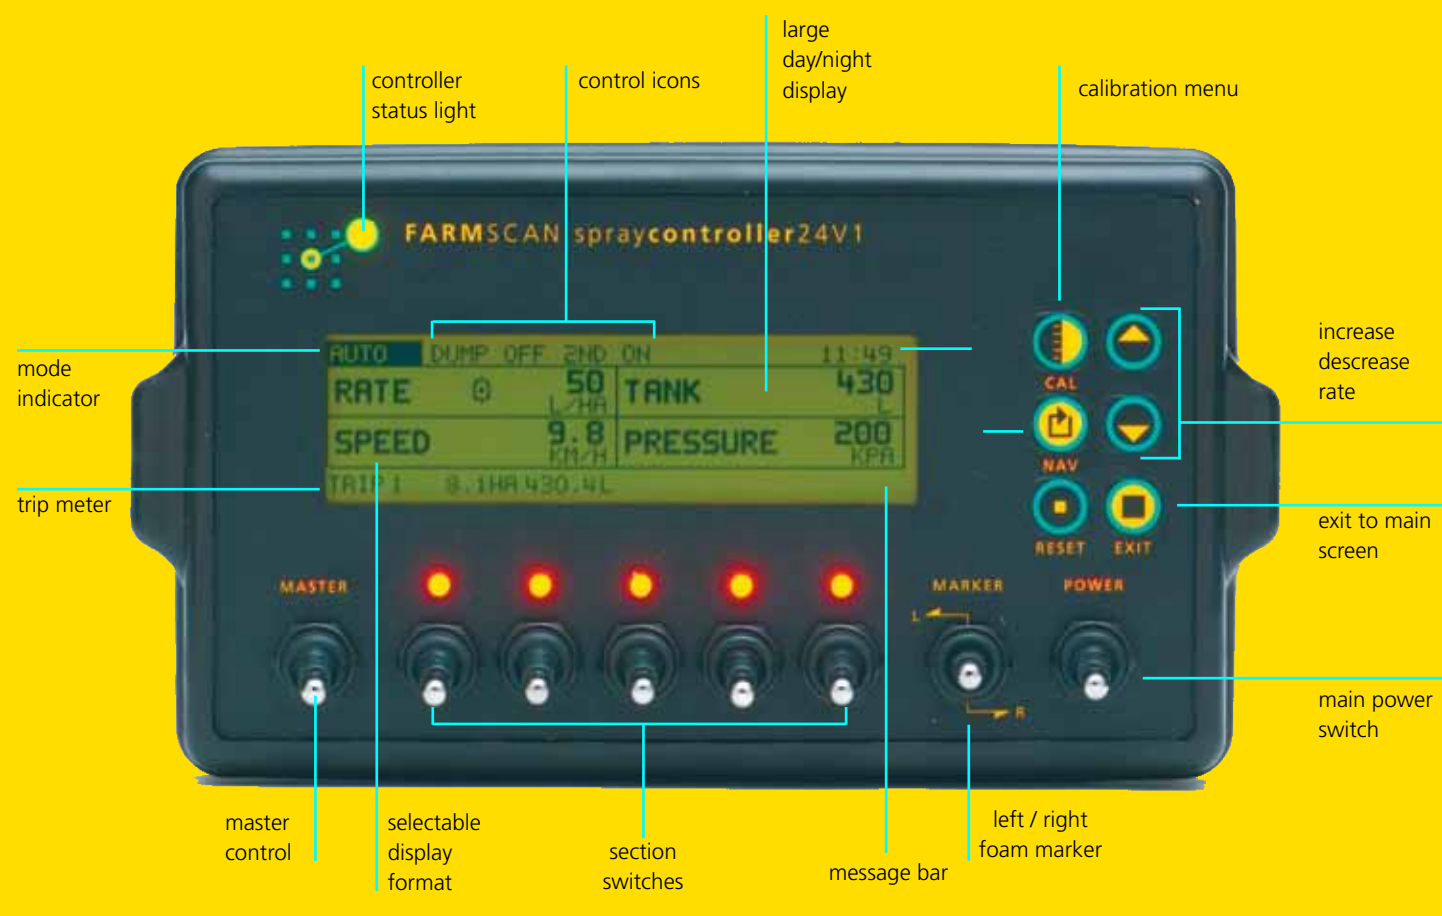 large
day/night
display
controller
status light
control icons
calibration menu
FARMSCAN spraycontroller24V1
mode
indicator
AUTO DUMP OFF 2ND ON 11:49
RATE 50 L/HA TANK 430 L
SPEED 9.8 KM/H PRESSURE 200 KPA
TRIP 1 8.1HA 430.4L
trip meter
CAL
NAV
RESET EXIT
increase
descrease
rate
exit to main
screen
MASTER
MARKER
POWER
L
R
main power
switch
master
control
selectable
display
format
section
switches
message bar
left / right
foam marker